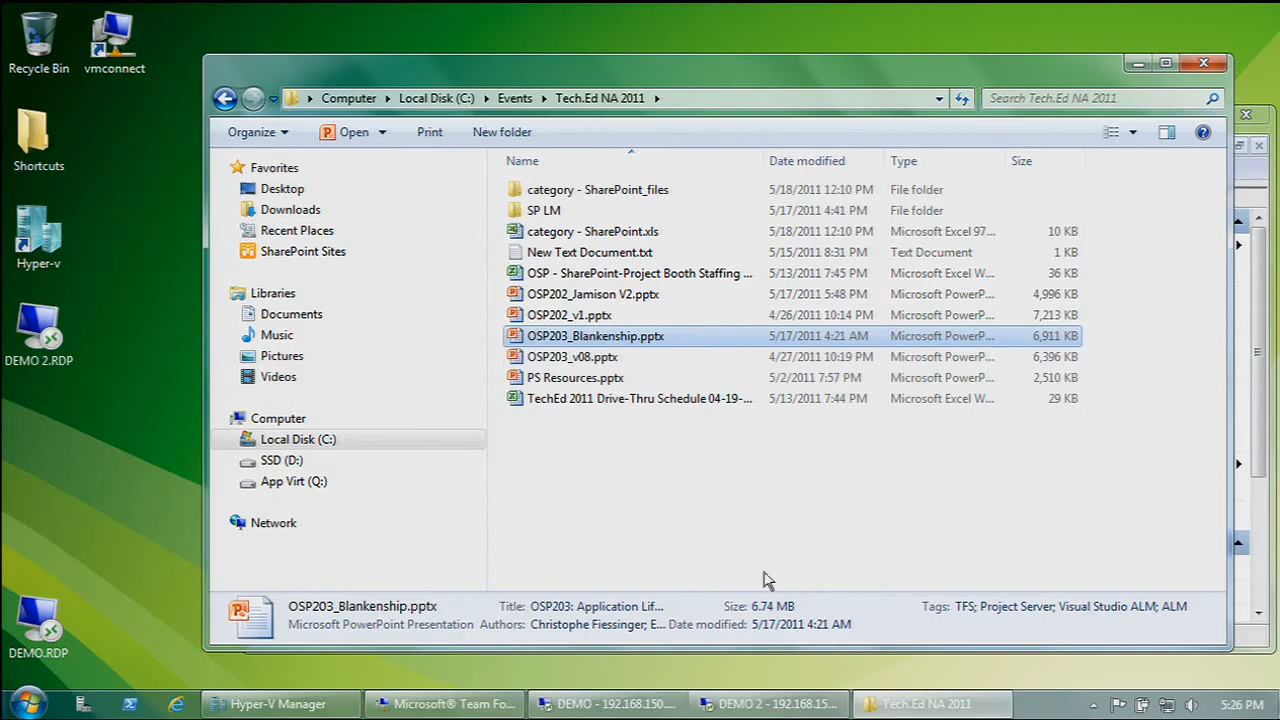 Recycle Bin
vmconnect
Shortcuts
Hyper-v
DEMO 2.RDP
DEMO.RDP
Computer Local Disk (C:) Events Tech.Ed NA 2011
Search Tech.Ed NA 2011
Organize Open Print New folder
Name Date modified Type Size
category - SharePoint_files 5/18/2011 12:10 PM File folder
SP LM 5/17/2011 4:41 PM File folder
category - SharePoint.xls 5/18/2011 12:10 PM Microsoft Excel 97... 10 KB
New Text Document.txt 5/15/2011 8:31 PM Text Document 1 KB
OSP - SharePoint-Project Booth Staffing ... 5/13/2011 7:45 PM Microsoft Excel W... 36 KB
OSP202_Jamison V2.pptx 5/17/2011 5:48 PM Microsoft PowerP... 4,996 KB
OSP202_v1.pptx 4/26/2011 10:14 PM Microsoft PowerP... 7,213 KB
OSP203_Blankenship.pptx 5/17/2011 4:21 AM Microsoft PowerP... 6,911 KB
OSP203_v08.pptx 4/27/2011 10:19 PM Microsoft PowerP... 6,396 KB
PS Resources.pptx 5/2/2011 7:57 PM Microsoft PowerP... 2,510 KB
TechEd 2011 Drive-Thru Schedule 04-19-... 5/13/2011 7:44 PM Microsoft Excel W... 29 KB
Favorites
Desktop
Downloads
Recent Places
SharePoint Sites
Libraries
Documents
Music
Pictures
Videos
Computer
Local Disk (C:)
SSD (D:)
App Virt (Q:)
Network
OSP203_Blankenship.pptx Title: OSP203: Application Lif... Size: 6.74 MB Tags: TFS; Project Server; Visual Studio ALM; ALM
Microsoft PowerPoint Presentation Authors: Christophe Fiessinger; E... Date modified: 5/17/2011 4:21 AM
Hyper-V Manager Microsoft® Team Fo... DEMO - 192.168.150.... DEMO 2 - 192.168.15... Tech.Ed NA 2011 5:26 PM